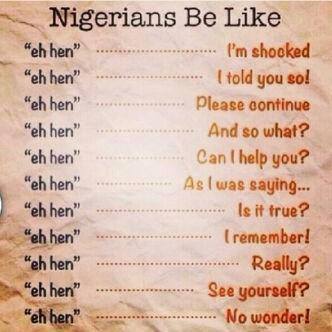 Nigerians Be Like
“eh hen” ........................ I'm shooked
“eh hen” ........................ I told you so!
“eh hen” ........................ Please continue
“eh hen” ........................ And so what?
“eh hen” ........................ Can I help you?
“eh hen” ........................ As I was saying...
“eh hen” ........................ Is it true?
“eh hen” ........................ I remember!
“eh hen” ........................ Really?
“eh hen” ........................ See yourself?
“eh hen” ........................ No wonder!